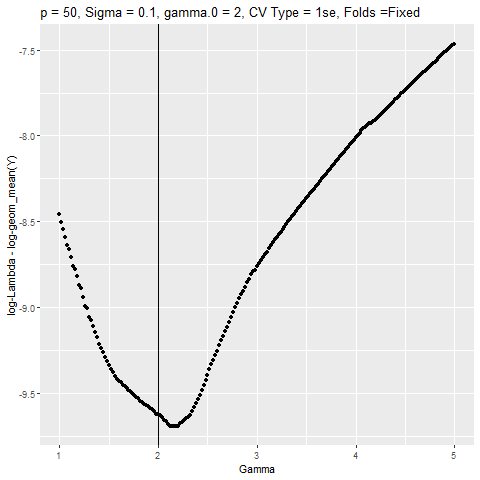 p = 50, Sigma = 0.1, gamma.0 = 2, CV Type = 1se, Folds =Fixed
log-Lambda - log-geom_mean(Y)
-7.5
-8.0
-8.5
-9.0
-9.5
1 2 3 4 5
Gamma